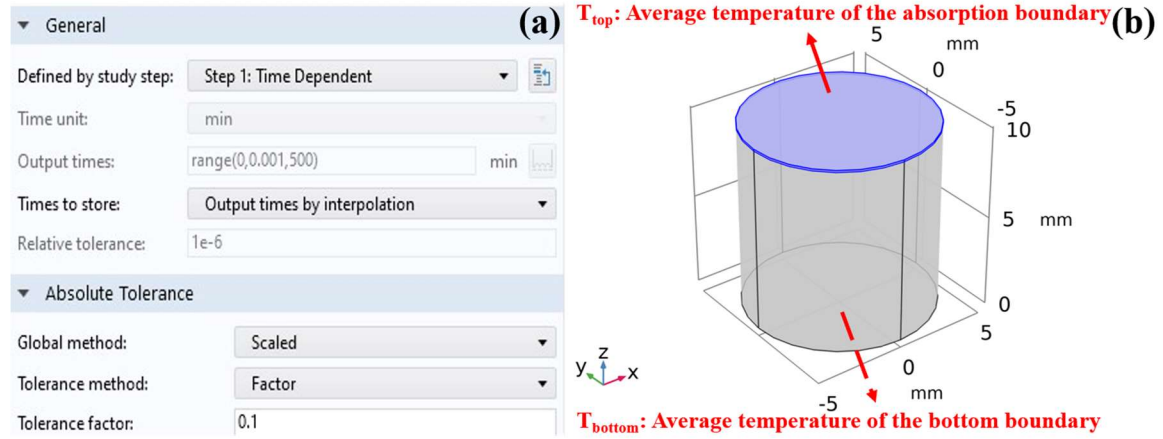 General
(a)
Defined by study step:
Step 1: Time Dependent
Time unit:
min
Output times:
range(0,0.001,500)
min
Times to store:
Output times by interpolation
Relative tolerance:
1e-6
Absolute Tolerance
Global method:
Scaled
Tolerance method:
Factor
Tolerance factor:
0.1
T_top: Average temperature of the absorption boundary
(b)
5
mm
0
-5
10
5
mm
0
5
0
mm
-5
z
y
x
T_bottom: Average temperature of the bottom boundary